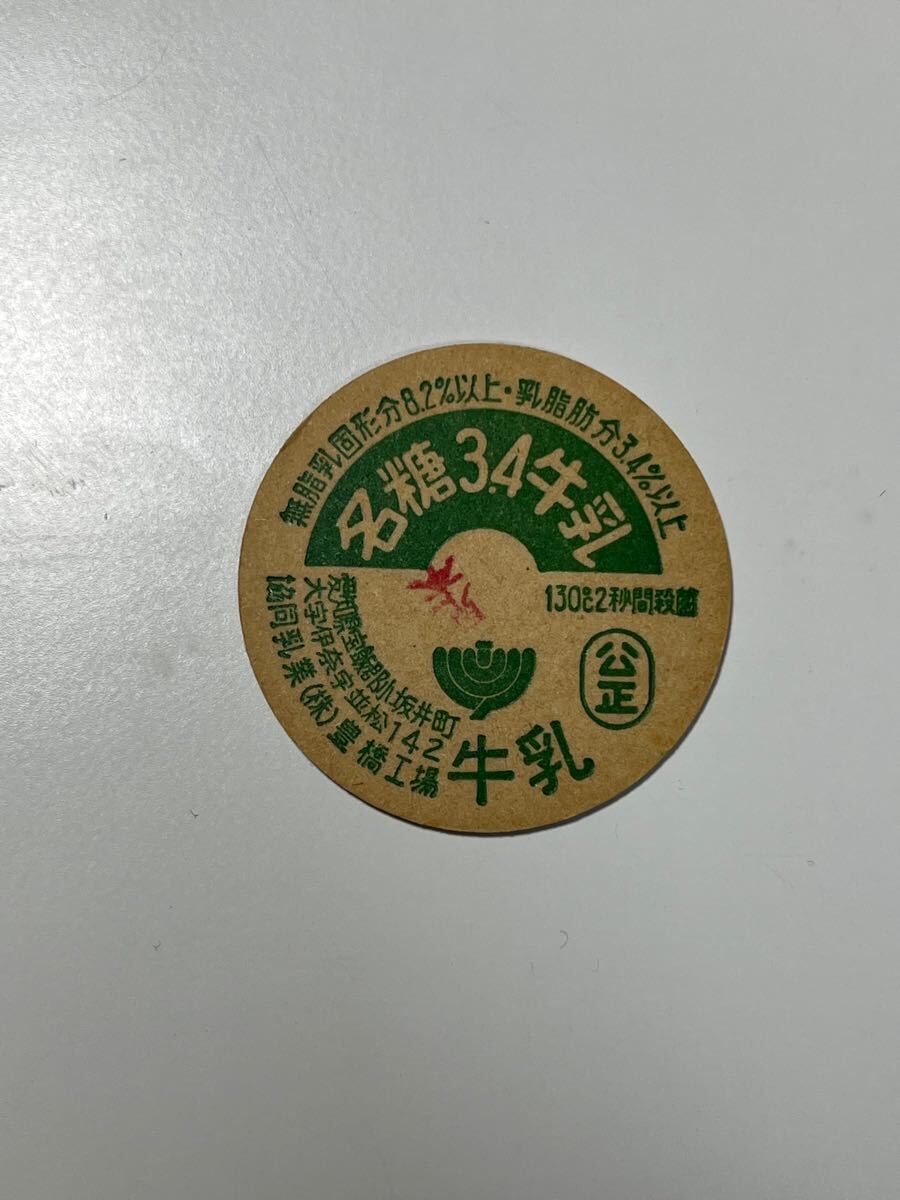 無脂乳固形分8.2%以上・乳脂肪分3.4%以上
名糖3.4牛乳
130℃2秒間殺菌
公正
愛知県宝飯郡小坂井町
大字伊奈字並松142
協同乳業(株)豊橋工場
牛乳